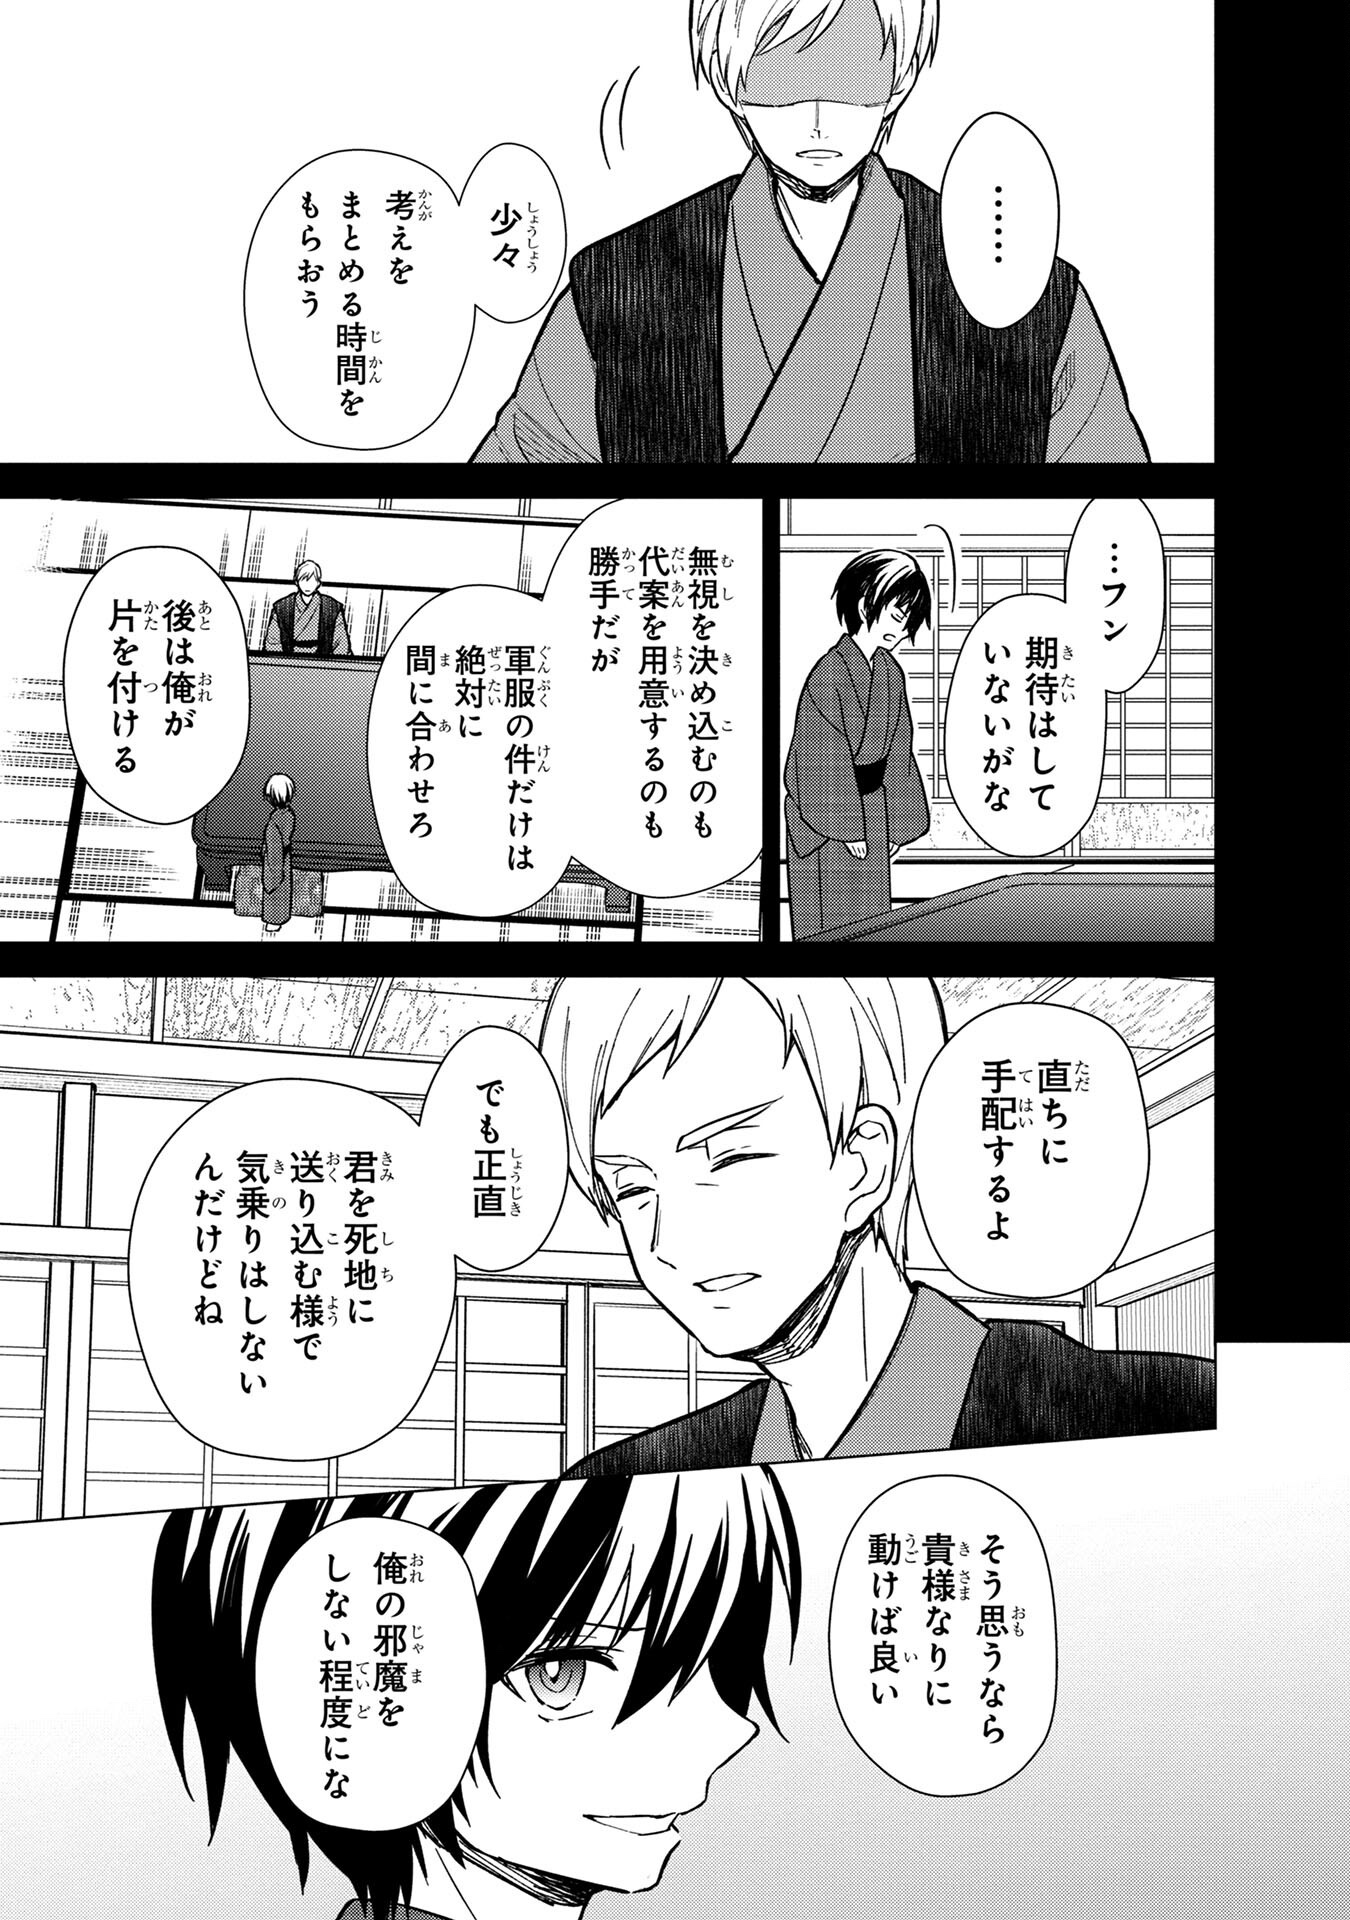 ……
少々
考えを
まとめる時間を
もらおう
…フン
期待はして
いないがな
無視を決め込むのも
代案を用意するのも
勝手だが
軍服の件だけは
絶対に
間に合わせろ
後は俺が
片を付ける
直ちに
手配するよ
でも正直
君を死地に
送り込む様で
気乗りはしない
んだけどね
そう思うなら
貴様なりに
動けば良い
俺の邪魔を
しない程度にな